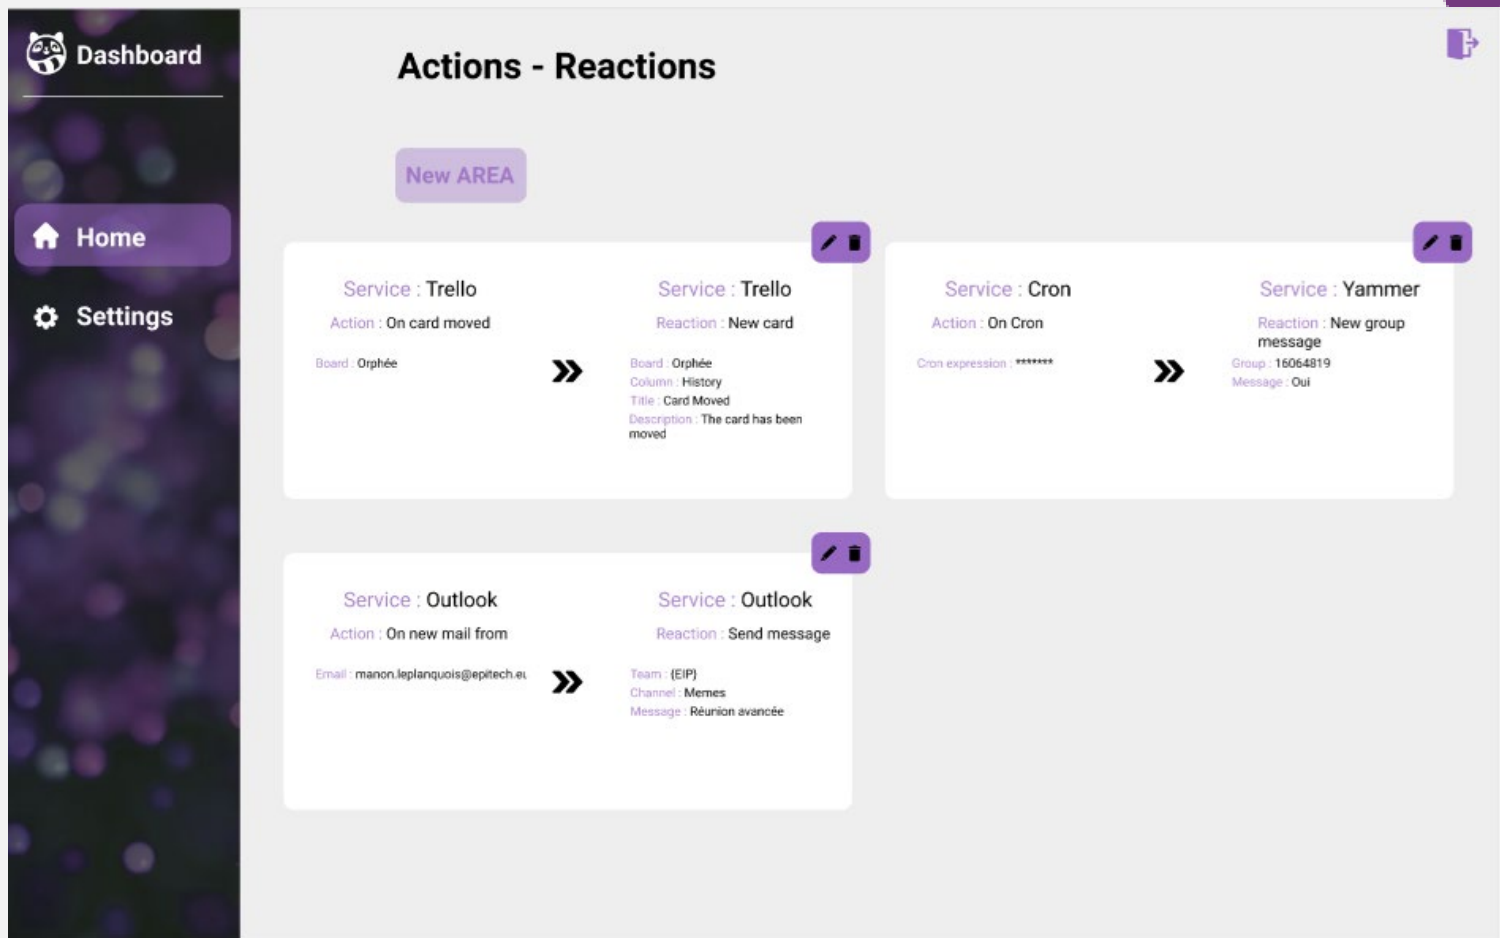 Dashboard
Actions - Reactions
New AREA
Home
Settings
Service : Trello
Action : On card moved
Board : Orphée
Service : Trello
Reaction : New card
Board : Orphée
Column : History
Title : Card Moved
Description : The card has been
moved
Service : Cron
Action : On Cron
Cron expression : *******
Service : Yammer
Reaction : New group
message
Group : 16064819
Message : Oui
Service : Outlook
Action : On new mail from
Email : manon.leplanquois@epitech.eu
Service : Outlook
Reaction : Send message
Team : {EIP}
Channel : Memes
Message : Réunion avancée